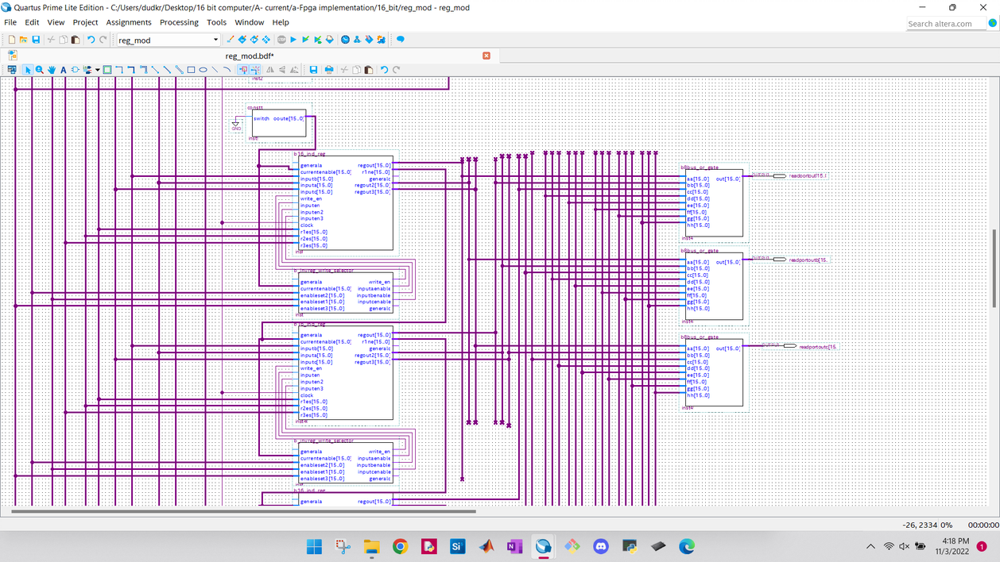 Quartus Prime Lite Edition - C:/Users/dudkr/Desktop/16 bit computer/A- current/a-Fpga implementation/16_bit/reg_mod - reg_mod
File Edit View Project Assignments Processing Tools Window Help
Search altera.com
reg_mod
reg_mod.bdf*
inst2
constt
switch ooute[15..0]
GND
inst
b16_ind_reg
generala regout[15..0]
currentenable[15..0] r1ne[15..0]
inputb[15..0] generalc
inputa[15..0] regout2[15..0]
inputc[15..0] regout3[15..0]
write_en
inputen
inputen2
inputen3
clock
r1es[15..0]
r2es[15..0]
r3es[15..0]
inst
b_invreg_write_selector
generala write_en
currentenable[15..0] inputaenable
enableset2[15..0] inputbenable
enableset1[15..0] inputcenable
enableset3[15..0] generalc
inst
b16_ind_reg
generala regout[15..0]
currentenable[15..0] r1ne[15..0]
inputb[15..0] generalc
inputa[15..0] regout2[15..0]
inputc[15..0] regout3[15..0]
write_en
inputen
inputen2
inputen3
clock
r1es[15..0]
r2es[15..0]
r3es[15..0]
inst4
b_invreg_write_selector
generala write_en
currentenable[15..0] inputaenable
enableset2[15..0] inputbenable
enableset1[15..0] inputcenable
enableset3[15..0] generalc
b16_ind_reg
generala regout[15..0]
b8bus_or_gate
aa[15..0] out[15..0]
bb[15..0]
cc[15..0]
dd[15..0]
ee[15..0]
ff[15..0]
gg[15..0]
hh[15..0]
inst4
OUTPUT
b8bus_or_gate
aa[15..0] out[15..0]
bb[15..0]
cc[15..0]
dd[15..0]
ee[15..0]
ff[15..0]
gg[15..0]
hh[15..0]
inst4
OUTPUT readportoutb[15..
b8bus_or_gate
aa[15..0] out[15..0]
bb[15..0]
cc[15..0]
dd[15..0]
ee[15..0]
ff[15..0]
gg[15..0]
hh[15..0]
inst4
OUTPUT readportoutc[15..
-26, 2334 0% 00:00:00
4:18 PM
11/3/2022
1